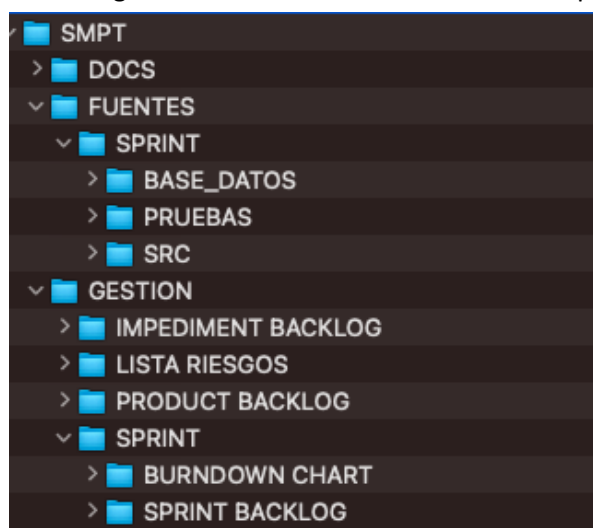 SMPT
DOCS
FUENTES
SPRINT
BASE_DATOS
PRUEBAS
SRC
GESTION
IMPEDIMENT BACKLOG
LISTA RIESGOS
PRODUCT BACKLOG
SPRINT
BURNDOWN CHART
SPRINT BACKLOG